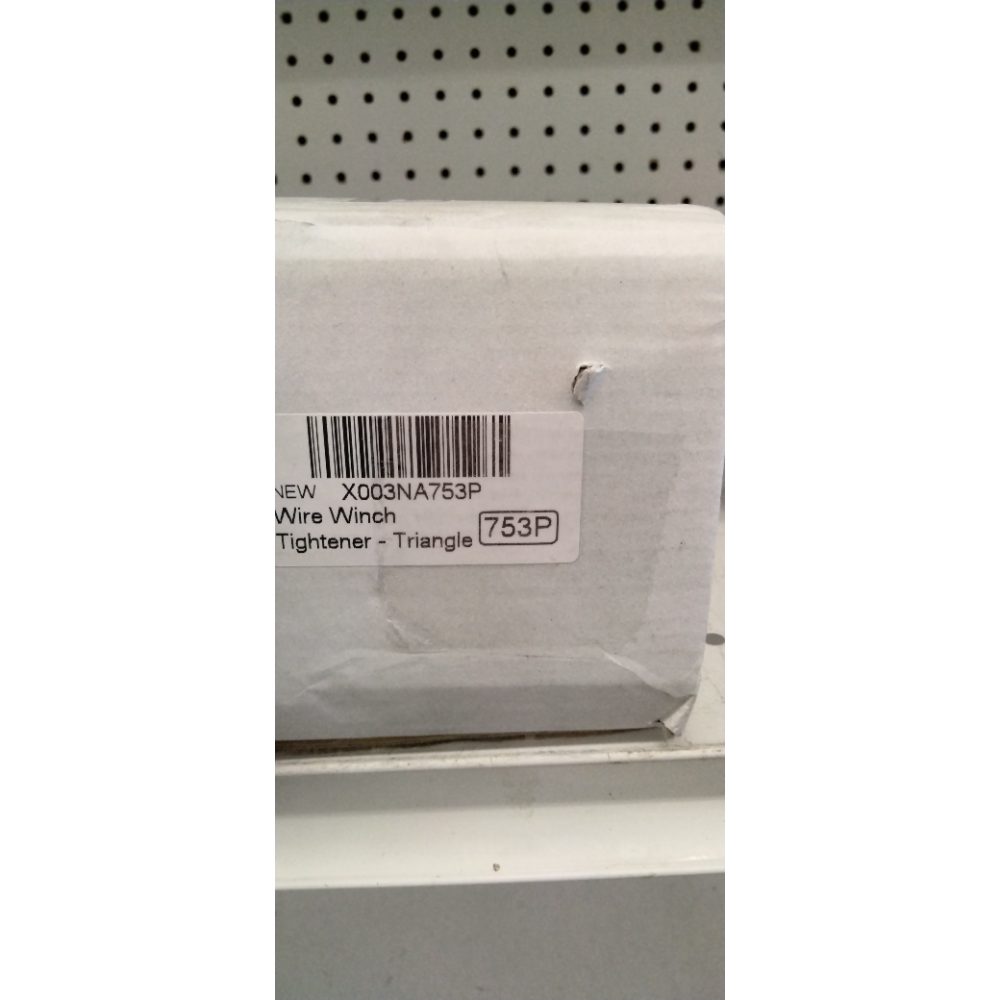 NEW X003NA753P
Wire Winch
Tightener - Triangle 753P